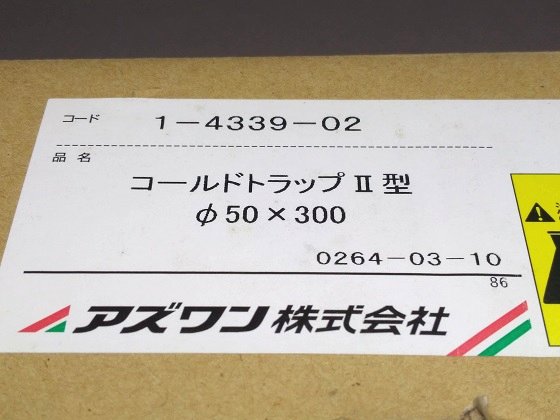 コード 1-4339-02
品名
コールドトラップⅡ型
φ50×300
0264-03-10
86
アズワン株式会社